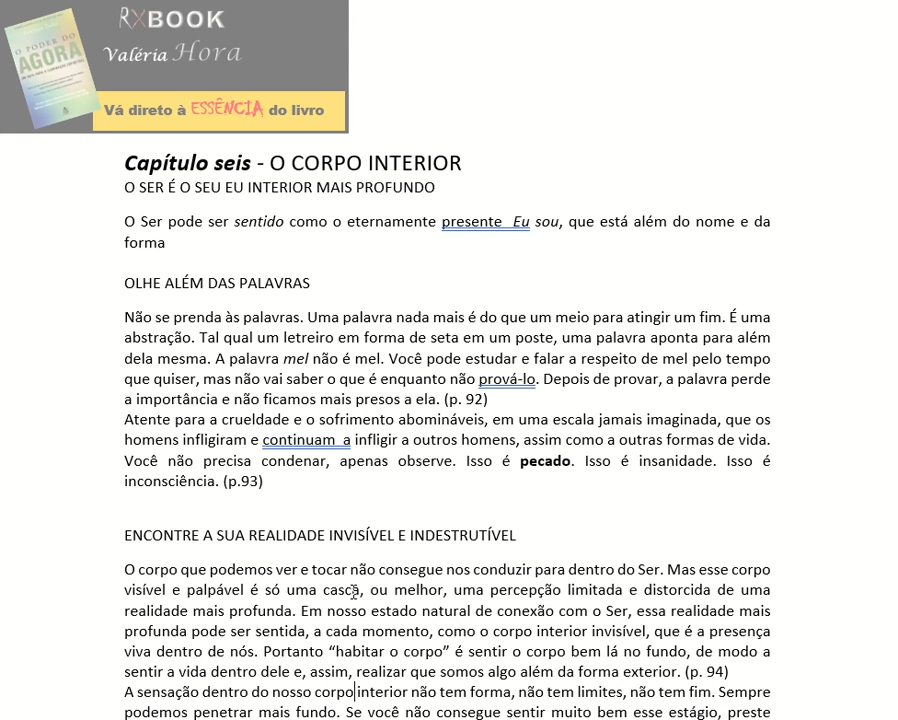 RXBOOK
Valéria Hora
O PODER DO
AGORA
Vá direto à ESSÊNCIA do livro
Capítulo seis - O CORPO INTERIOR
O SER É O SEU EU INTERIOR MAIS PROFUNDO
O Ser pode ser sentido como o eternamente presente Eu sou, que está além do nome e da
forma
OLHE ALÉM DAS PALAVRAS
Não se prenda às palavras. Uma palavra nada mais é do que um meio para atingir um fim. É uma
abstração. Tal qual um letreiro em forma de seta em um poste, uma palavra aponta para além
dela mesma. A palavra mel não é mel. Você pode estudar e falar a respeito de mel pelo tempo
que quiser, mas não vai saber o que é enquanto não prová-lo. Depois de provar, a palavra perde
a importância e não ficamos mais presos a ela. (p. 92)
Atente para a crueldade e o sofrimento abomináveis, em uma escala jamais imaginada, que os
homens infligiram e continuam a infligir a outros homens, assim como a outras formas de vida.
Você não precisa condenar, apenas observe. Isso é pecado. Isso é insanidade. Isso é
inconsciência. (p.93)
ENCONTRE A SUA REALIDADE INVISÍVEL E INDESTRUTÍVEL
O corpo que podemos ver e tocar não consegue nos conduzir para dentro do Ser. Mas esse corpo
visível e palpável é só uma casca, ou melhor, uma percepção limitada e distorcida de uma
realidade mais profunda. Em nosso estado natural de conexão com o Ser, essa realidade mais
profunda pode ser sentida, a cada momento, como o corpo interior invisível, que é a presença
viva dentro de nós. Portanto “habitar o corpo” é sentir o corpo bem lá no fundo, de modo a
sentir a vida dentro dele e, assim, realizar que somos algo além da forma exterior. (p. 94)
A sensação dentro do nosso corpo interior não tem forma, não tem limites, não tem fim. Sempre
podemos penetrar mais fundo. Se você não consegue sentir muito bem esse estágio, preste